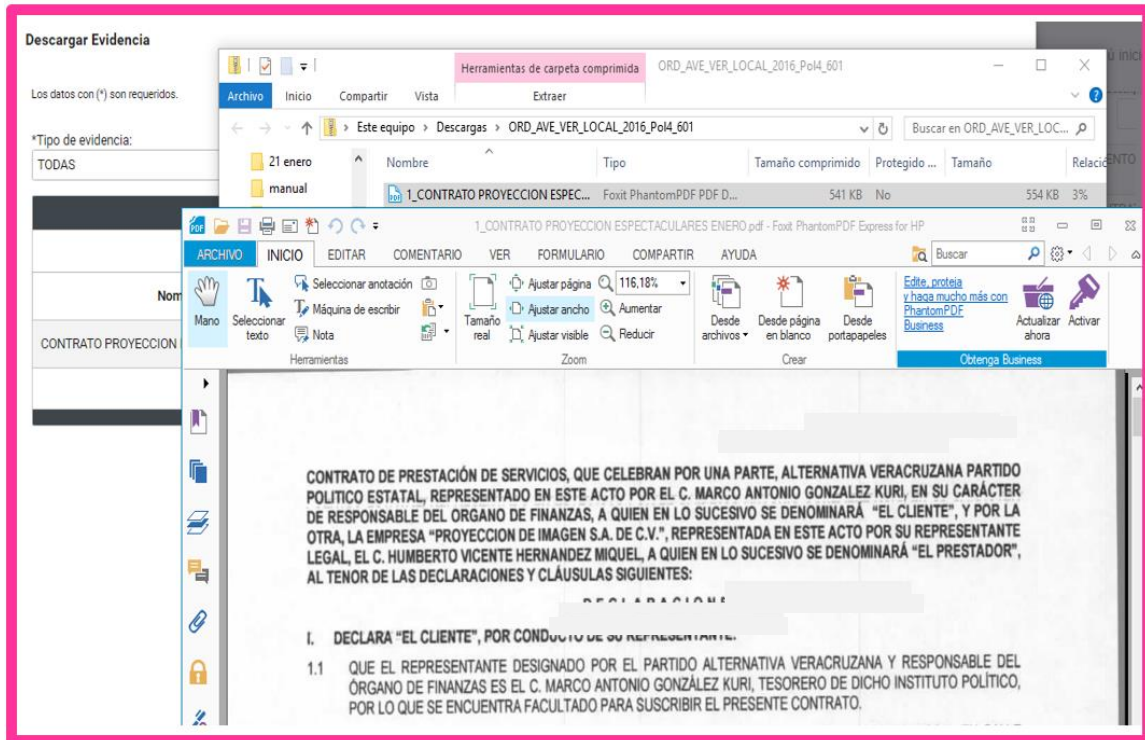 Descargar Evidencia
Los datos con (*) son requeridos.
*Tipo de evidencia:
TODAS
Nom
CONTRATO PROYECCION
Herramientas de carpeta comprimida
ORD_AVE_VER_LOCAL_2016_Pol4_601
Archivo Inicio Compartir Vista Extraer
Este equipo > Descargas > ORD_AVE_VER_LOCAL_2016_Pol4_601
Buscar en ORD_AVE_VER_LOC...
21 enero
manual
Nombre Tipo Tamaño comprimido Protegido ... Tamaño
1_CONTRATO PROYECCION ESPEC... Foxit PhantomPDF PDF D... 541 KB No 554 KB 3%
1_CONTRATO PROYECCION ESPECTACULARES ENERO.pdf - Foxit PhantomPDF Express for HP
ARCHIVO INICIO EDITAR COMENTARIO VER FORMULARIO COMPARTIR AYUDA
Buscar
Mano
Seleccionar texto
Seleccionar anotación
Máquina de escribir
Nota
Herramientas
Tamaño real
Ajustar página
Ajustar ancho
Ajustar visible
116,18%
Aumentar
Reducir
Zoom
Desde archivos
Desde página en blanco
Desde portapapeles
Crear
Edite, proteja
y haga mucho más con
PhantomPDF
Business
Actualizar ahora
Activar
Obtenga Business
CONTRATO DE PRESTACIÓN DE SERVICIOS, QUE CELEBRAN POR UNA PARTE, ALTERNATIVA VERACRUZANA PARTIDO
POLITICO ESTATAL, REPRESENTADO EN ESTE ACTO POR EL C. MARCO ANTONIO GONZALEZ KURI, EN SU CARÁCTER
DE RESPONSABLE DEL ORGANO DE FINANZAS, A QUIEN EN LO SUCESIVO SE DENOMINARÁ "EL CLIENTE", Y POR LA
OTRA, LA EMPRESA "PROYECCION DE IMAGEN S.A. DE C.V.", REPRESENTADA EN ESTE ACTO POR SU REPRESENTANTE
LEGAL, EL C. HUMBERTO VICENTE HERNANDEZ MIQUEL, A QUIEN EN LO SUCESIVO SE DENOMINARÁ "EL PRESTADOR",
AL TENOR DE LAS DECLARACIONES Y CLÁUSULAS SIGUIENTES:
I. DECLARA "EL CLIENTE", POR CONDUCTO DE SU REPRESENTANTE:
1.1 QUE EL REPRESENTANTE DESIGNADO POR EL PARTIDO ALTERNATIVA VERACRUZANA Y RESPONSABLE DEL
ÓRGANO DE FINANZAS ES EL C. MARCO ANTONIO GONZÁLEZ KURI, TESORERO DE DICHO INSTITUTO POLÍTICO,
POR LO QUE SE ENCUENTRA FACULTADO PARA SUSCRIBIR EL PRESENTE CONTRATO.